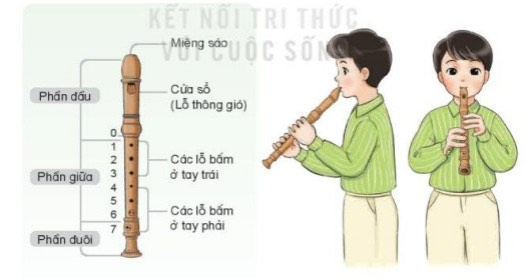 KẾT NỐI TRI THỨC
VỚI CUỘC SỐNG
Miệng sáo
Phần đầu
Cửa sổ
(Lỗ thông gió)
0
1
2
3
4
5
6
7
Phần giữa
Các lỗ bấm
ở tay trái
Các lỗ bấm
ở tay phải
Phần đuôi